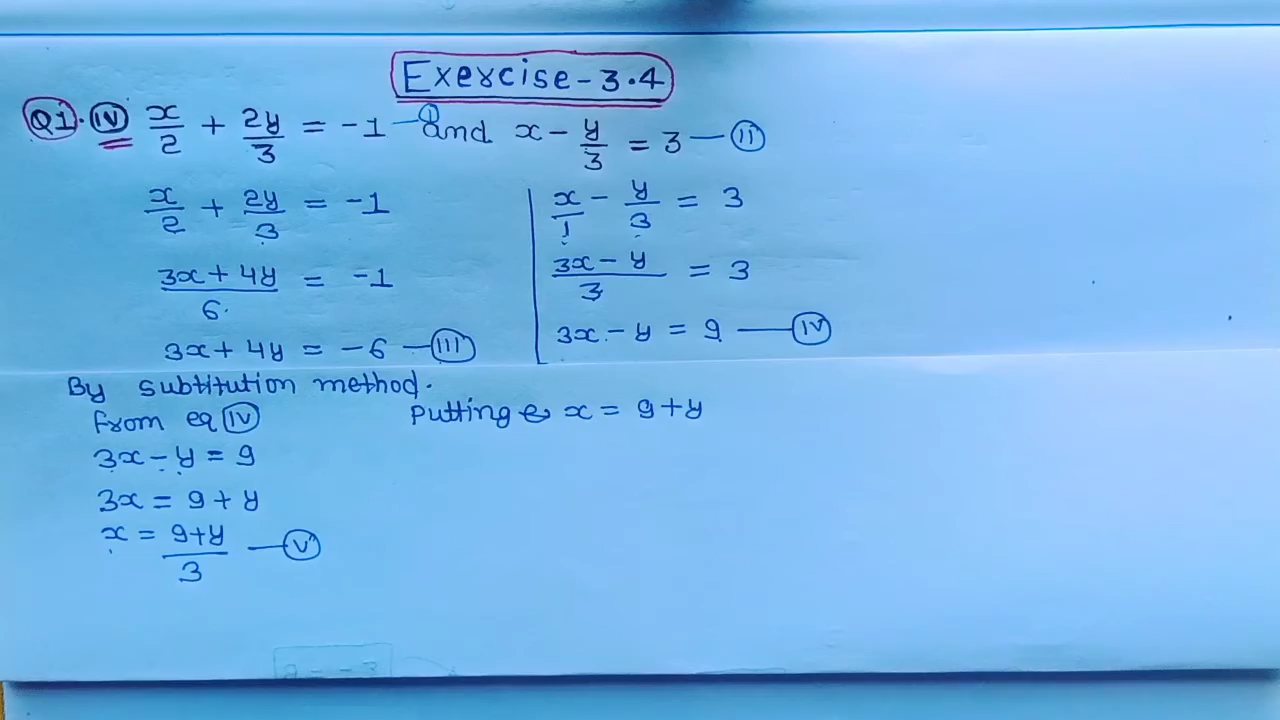 Exercise-3.4
Q1. (IV) x/2 + 2y/3 = -1 —(I) and x - y/3 = 3 —(II)
x/2 + 2y/3 = -1
(3x + 4y)/6 = -1
3x + 4y = -6 —(III)
x/1 - y/3 = 3
(3x - y)/3 = 3
3x - y = 9 —(IV)
By subtitution method.
from eq (IV)
3x - y = 9
3x = 9 + y
x = (9+y)/3 —(V)
Putting x = 9+y